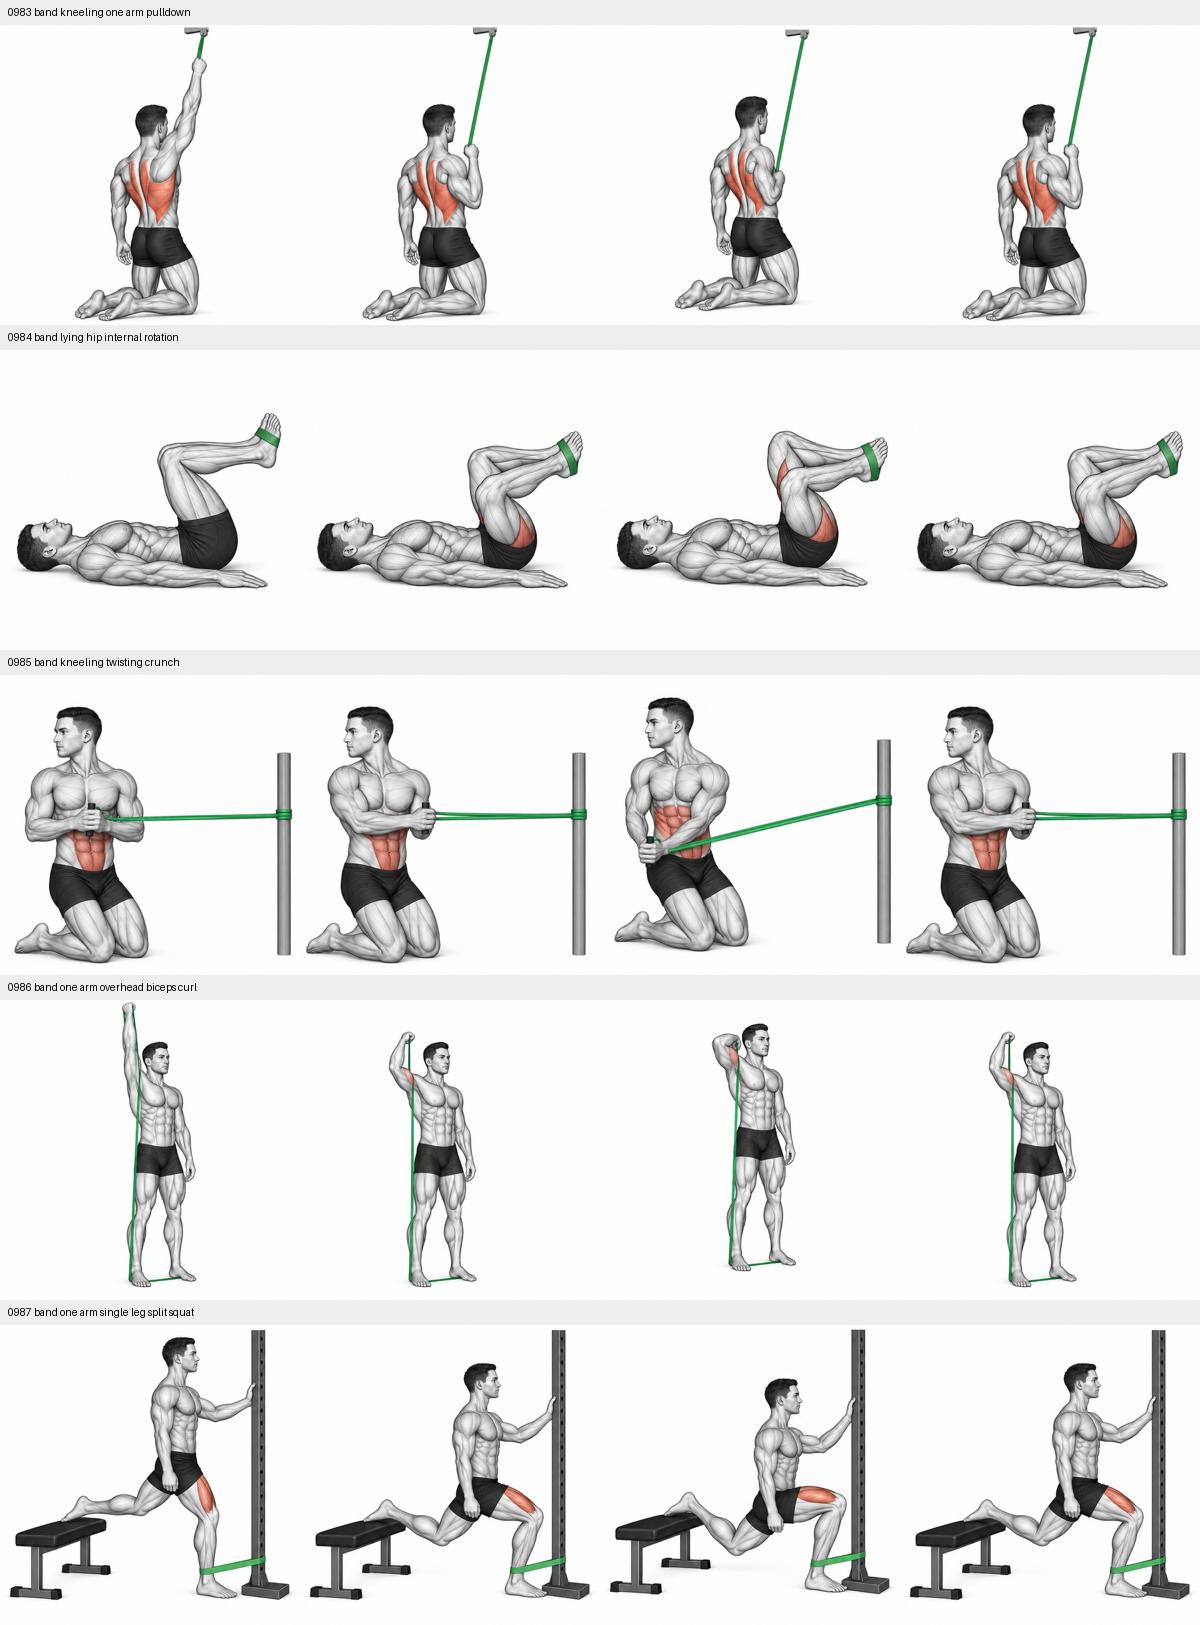 0983 band kneeling one arm pulldown
0984 band lying hip internal rotation
0985 band kneeling twisting crunch
0986 band one arm overhead biceps curl
0987 band one arm single leg split squat